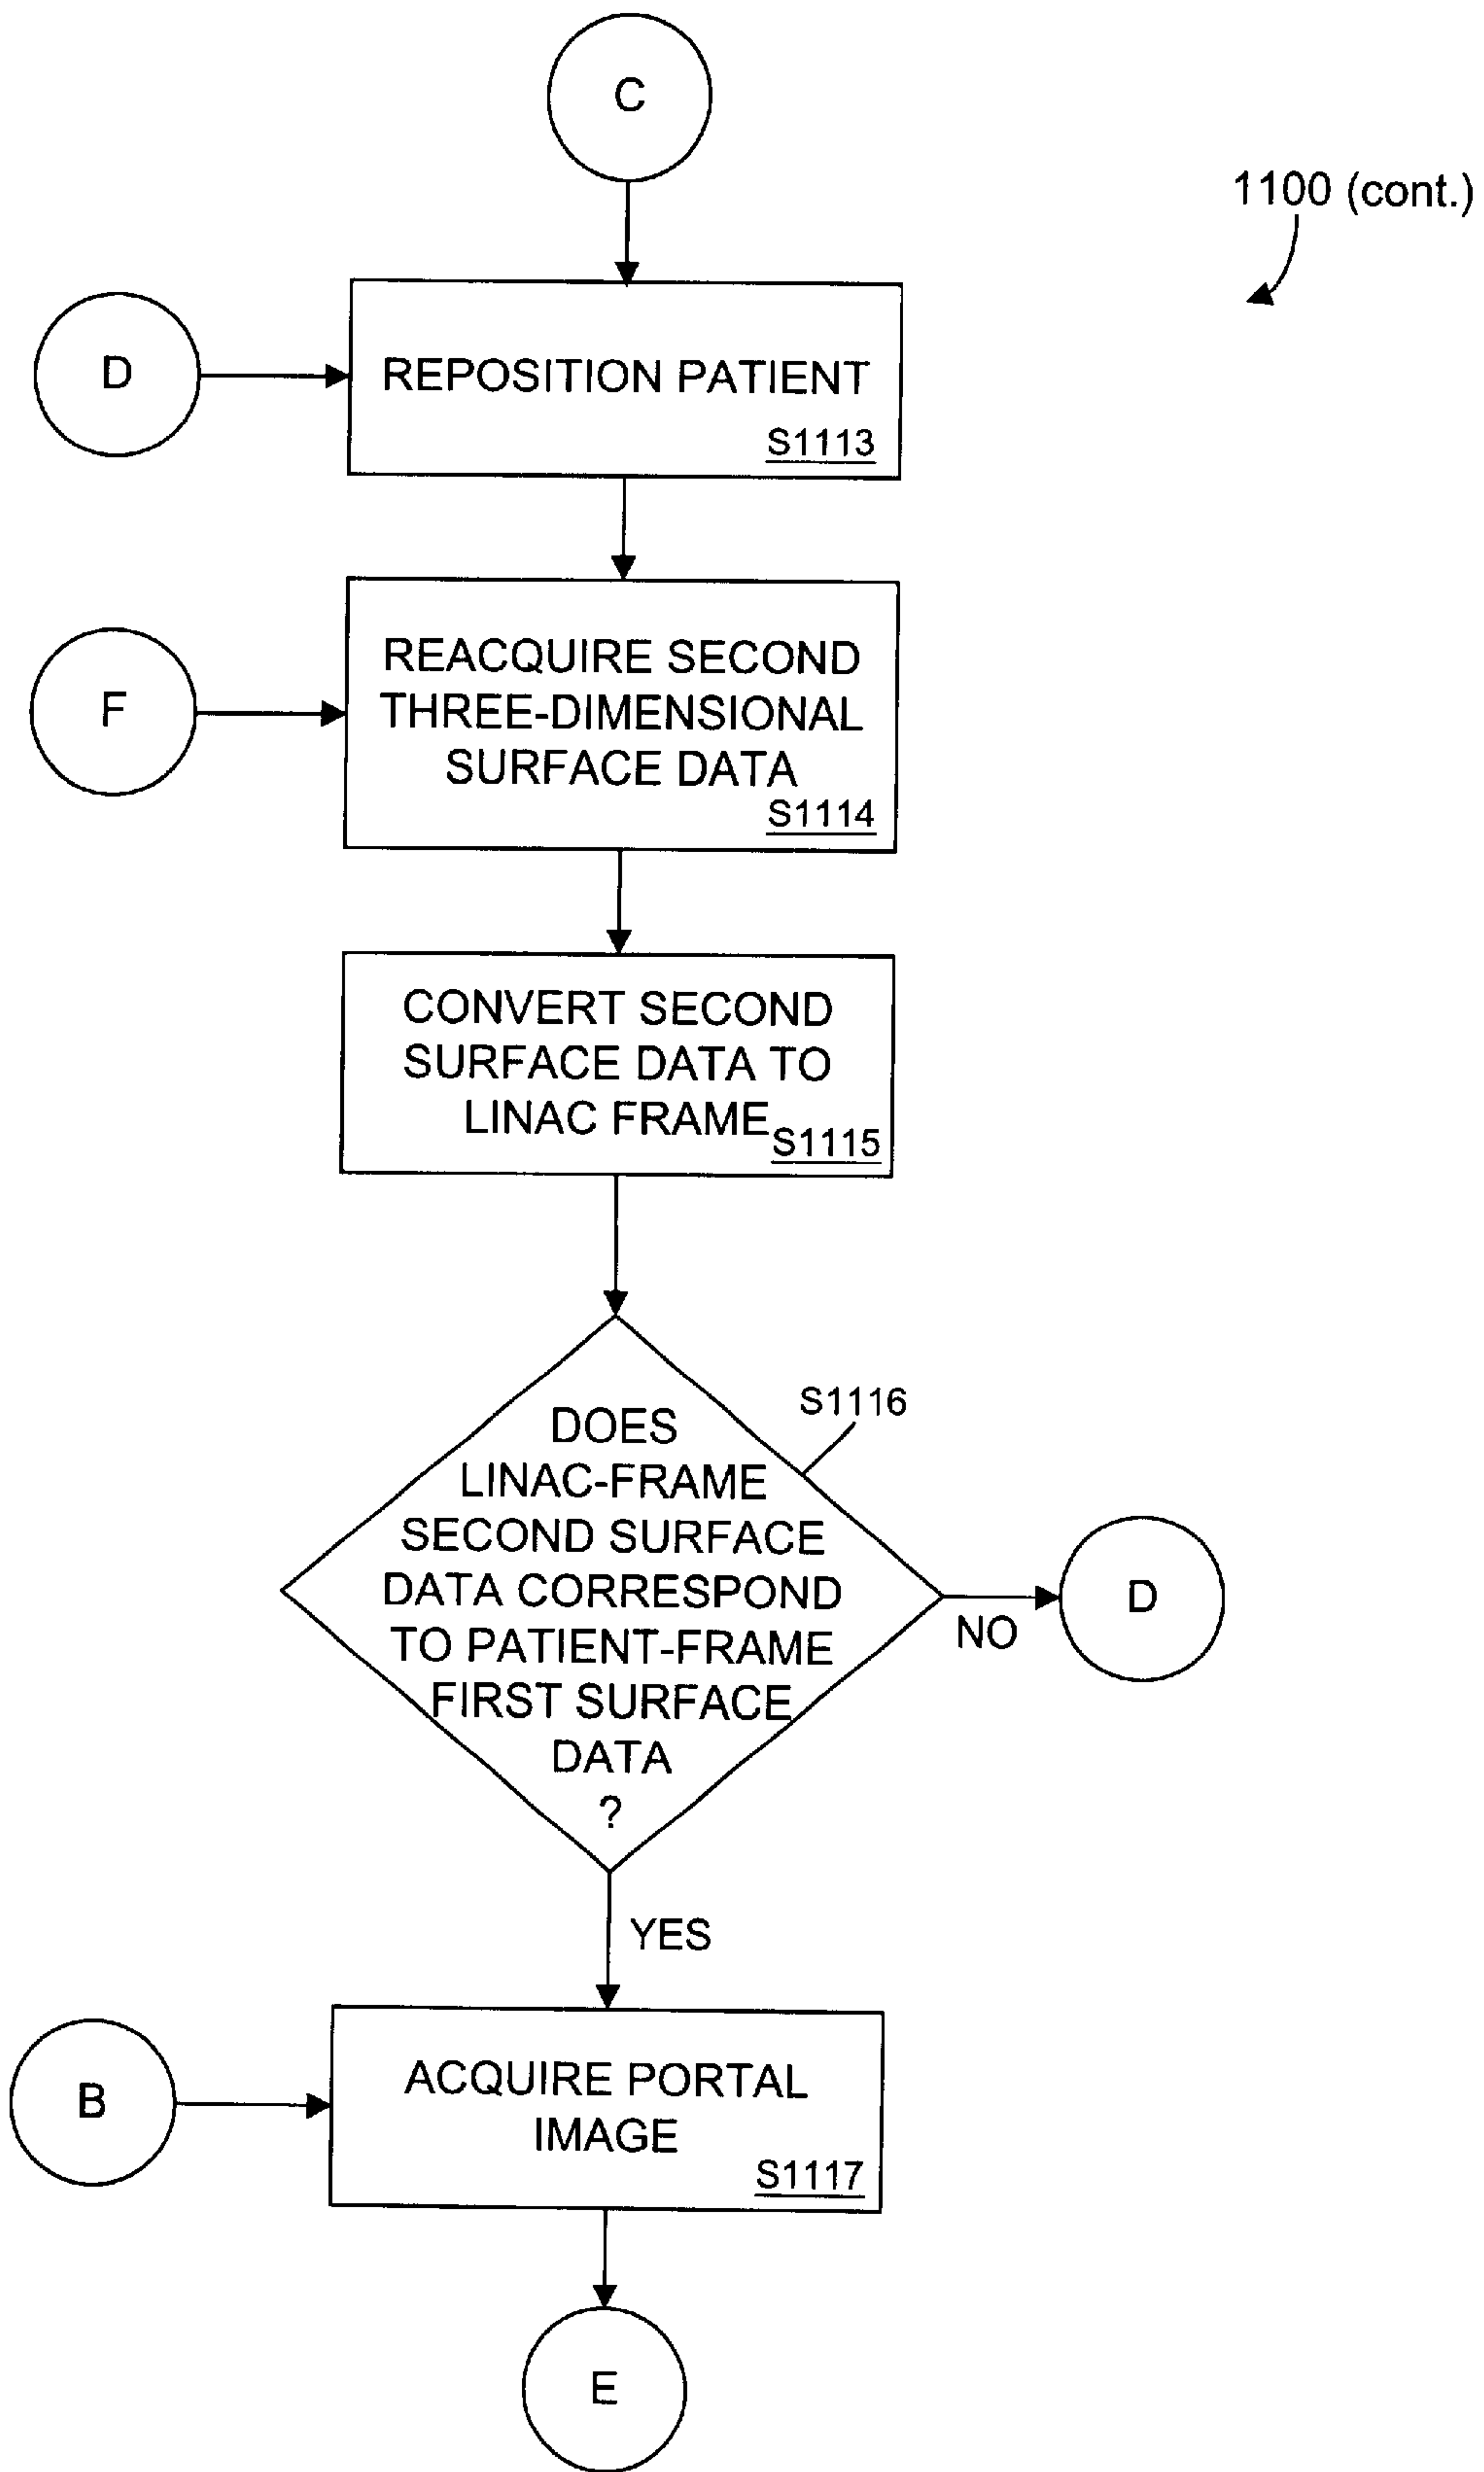 C
1100 (cont.)
D
REPOSITION PATIENT
S1113
F
REACQUIRE SECOND
THREE-DIMENSIONAL
SURFACE DATA
S1114
CONVERT SECOND
SURFACE DATA TO
LINAC FRAME
S1115
S1116
DOES
LINAC-FRAME
SECOND SURFACE
DATA CORRESPOND
TO PATIENT-FRAME
FIRST SURFACE
DATA
?
NO
D
YES
B
ACQUIRE PORTAL
IMAGE
S1117
E